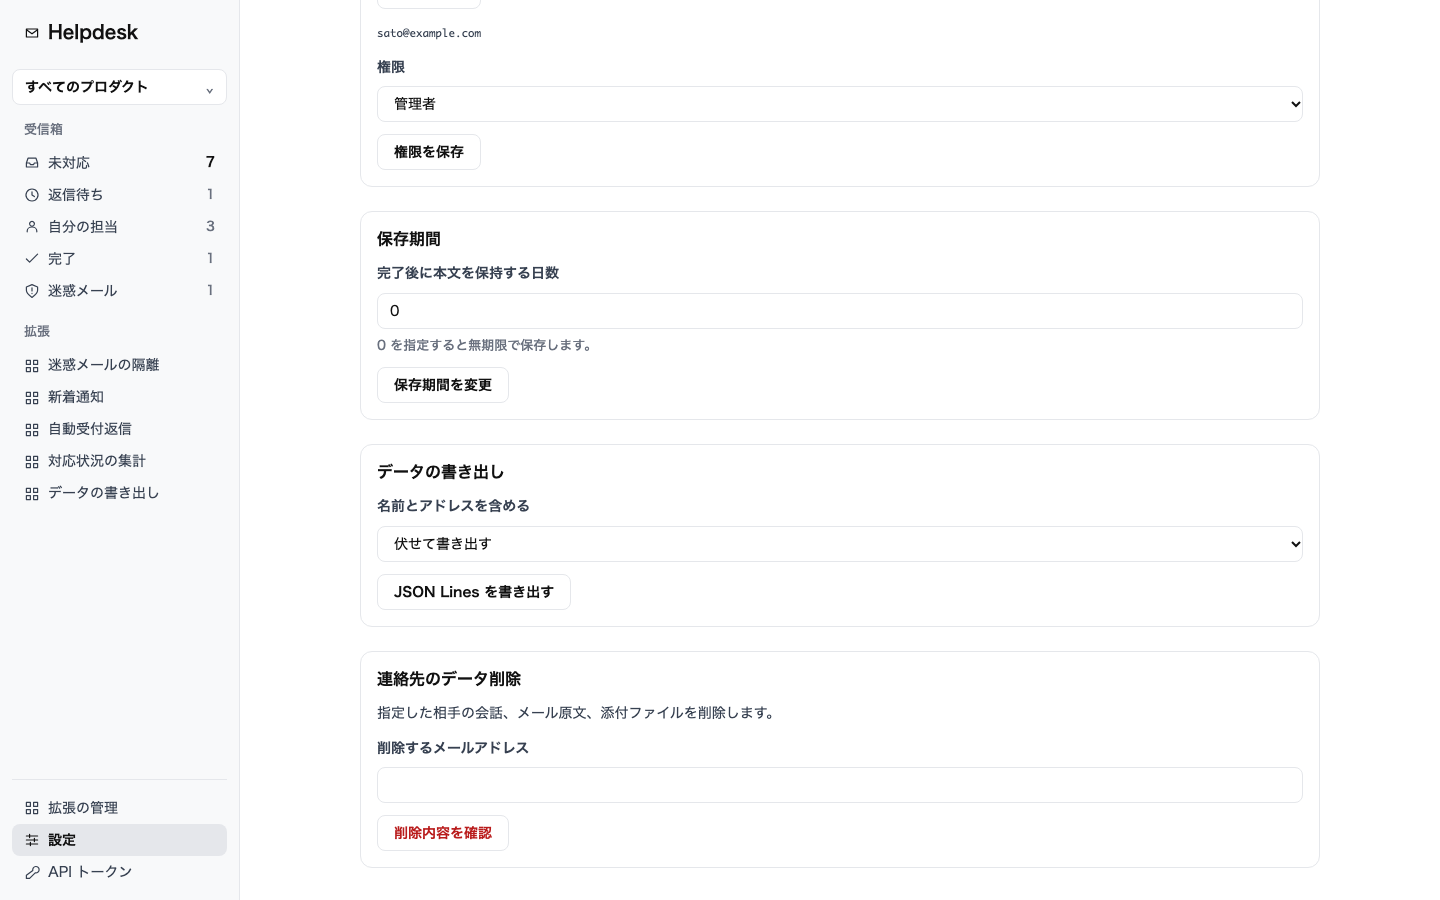 Helpdesk
すべてのプロダクト
受信箱
未対応 7
返信待ち 1
自分の担当 3
完了 1
迷惑メール 1
拡張
迷惑メールの隔離
新着通知
自動受付返信
対応状況の集計
データの書き出し
拡張の管理
設定
API トークン
sato@example.com
権限
管理者
権限を保存
保存期間
完了後に本文を保持する日数
0
0 を指定すると無期限で保存します。
保存期間を変更
データの書き出し
名前とアドレスを含める
伏せて書き出す
JSON Lines を書き出す
連絡先のデータ削除
指定した相手の会話、メール原文、添付ファイルを削除します。
削除するメールアドレス
削除内容を確認